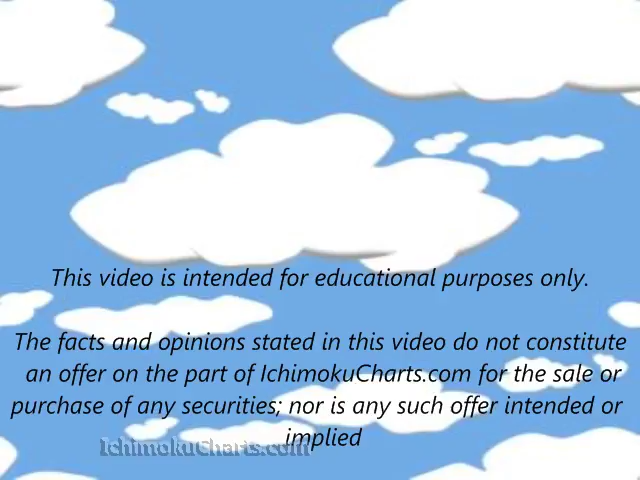 This video is intended for educational purposes only.
The facts and opinions stated in this video do not constitute
an offer on the part of IchimokuCharts.com for the sale or
purchase of any securities; nor is any such offer intended or
implied
IchimokuCharts.com